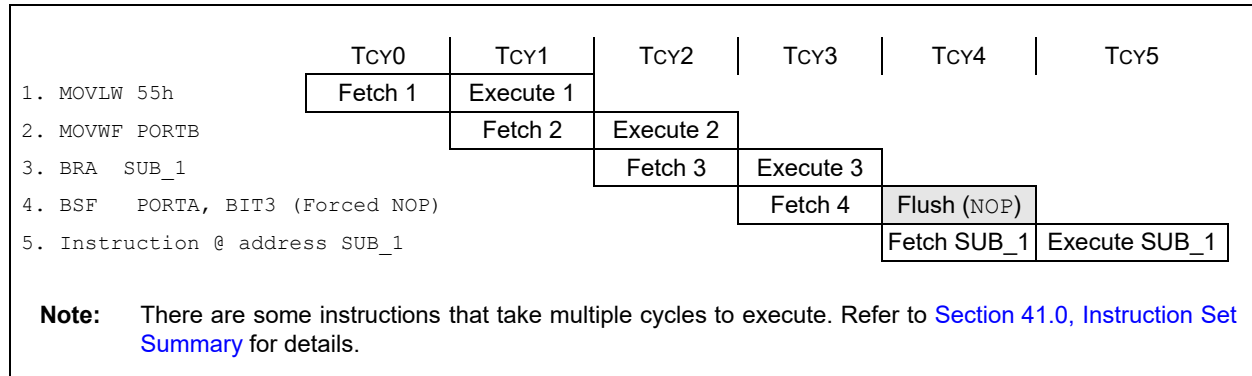 TCY0 TCY1 TCY2 TCY3 TCY4 TCY5
1. MOVLW 55h Fetch 1 Execute 1
2. MOVWF PORTB Fetch 2 Execute 2
3. BRA SUB_1 Fetch 3 Execute 3
4. BSF PORTA, BIT3 (Forced NOP) Fetch 4 Flush (NOP)
5. Instruction @ address SUB_1 Fetch SUB_1 Execute SUB_1
Note: There are some instructions that take multiple cycles to execute. Refer to Section 41.0, Instruction Set
Summary for details.